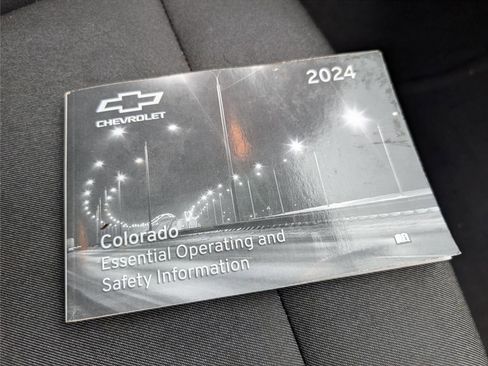 2024
CHEVROLET
Colorado
Essential Operating and
Safety Information